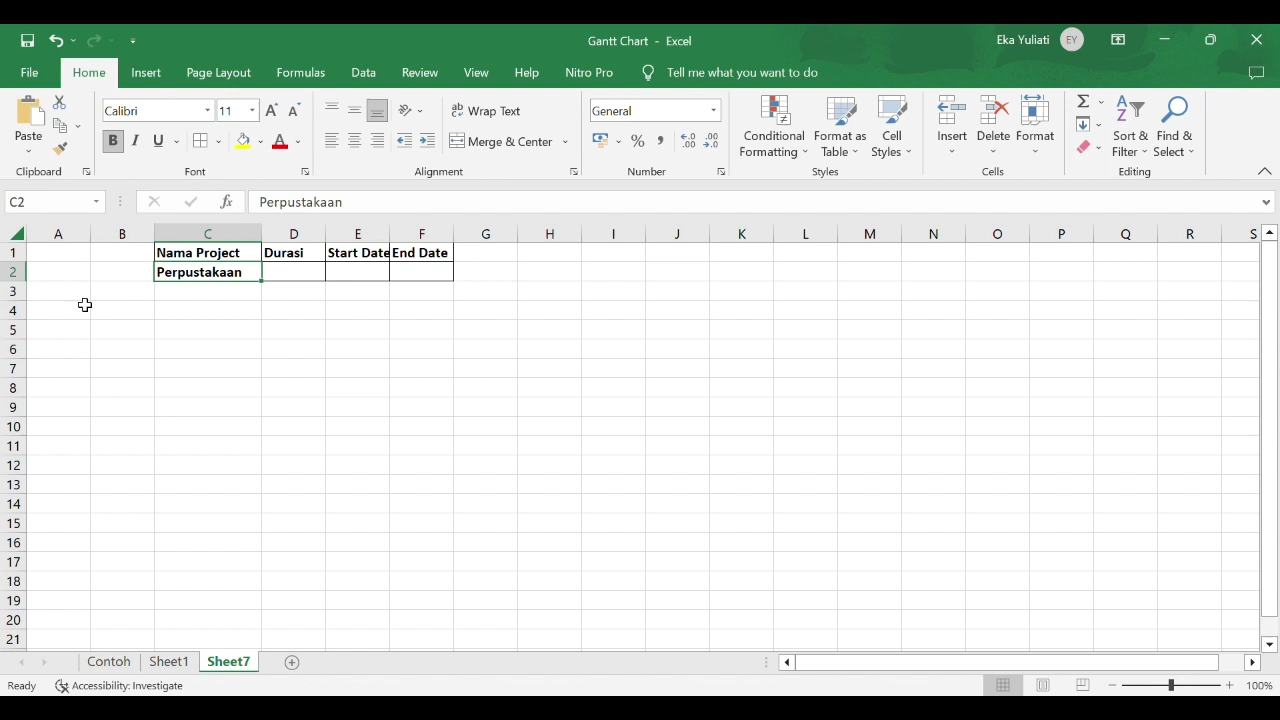 Gantt Chart - Excel
Eka Yuliati EY
File Home Insert Page Layout Formulas Data Review View Help Nitro Pro Tell me what you want to do
Calibri 11 Wrap Text General
Paste B I U Merge & Center % , Conditional Formatting Format as Table Cell Styles Insert Delete Format Sort & Filter Find & Select
Clipboard Font Alignment Number Styles Cells Editing
C2 fx Perpustakaan
A B C D E F G H I J K L M N O P Q R S
1 Nama Project Durasi Start Date End Date
2 Perpustakaan
3
4
5
6
7
8
9
10
11
12
13
14
15
16
17
18
19
20
21
Contoh Sheet1 Sheet7
Ready Accessibility: Investigate 100%